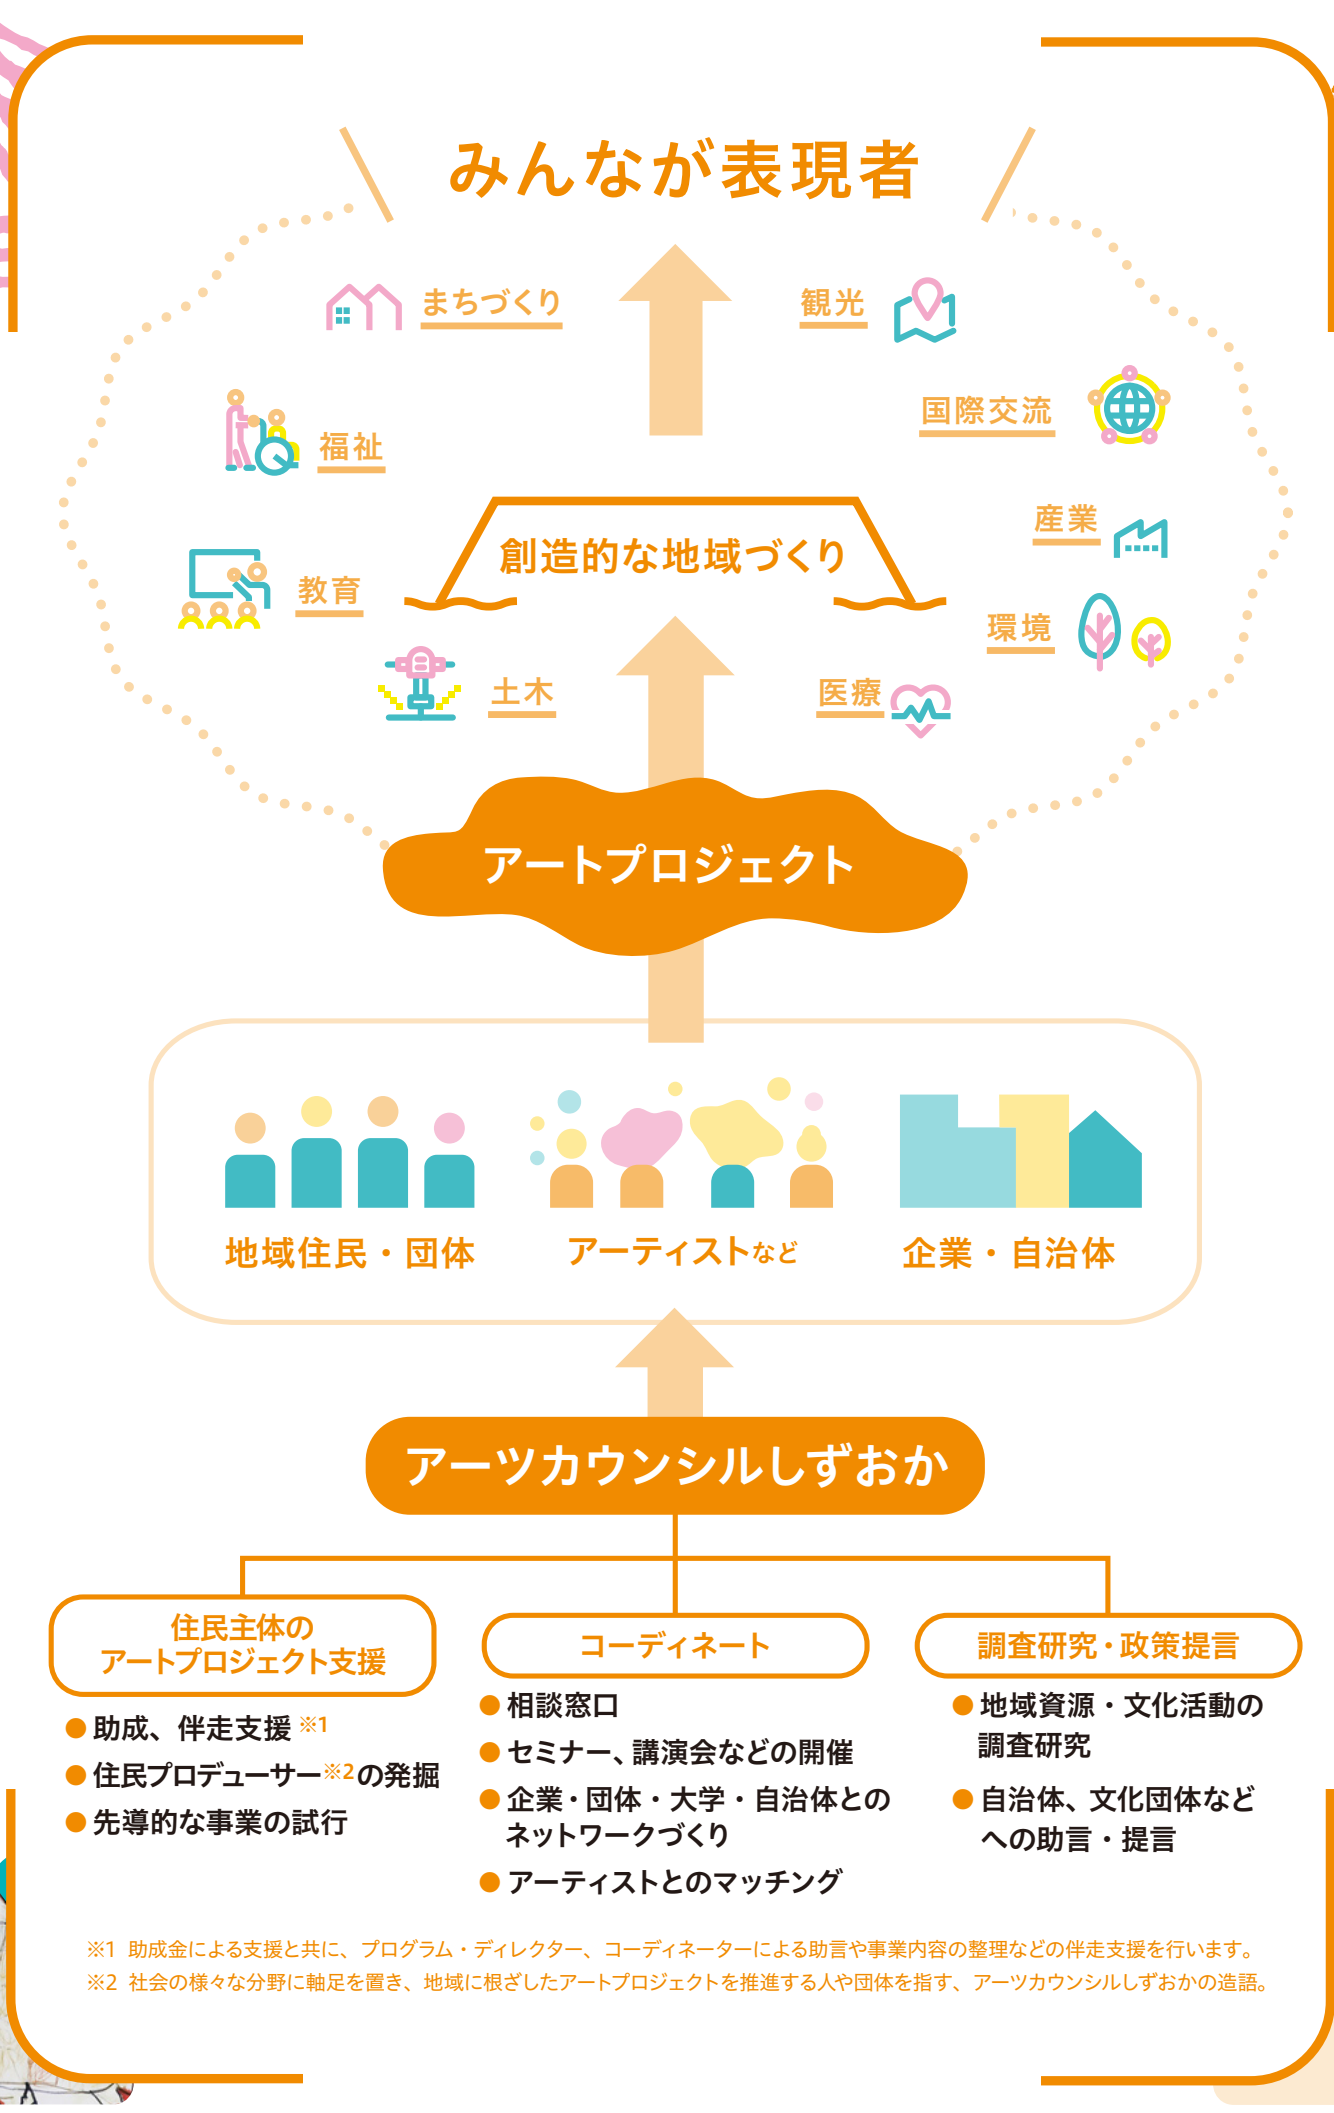 みんなが表現者
まちづくり
観光
国際交流
福祉
産業
創造的な地域づくり
教育
環境
土木
医療
アートプロジェクト
地域住民・団体
アーティストなど
企業・自治体
アーツカウンシルしずおか
住民主体の
アートプロジェクト支援
●助成、伴走支援 ※1
●住民プロデューサー※2の発掘
●先導的な事業の試行
コーディネート
●相談窓口
●セミナー、講演会などの開催
●企業・団体・大学・自治体との
ネットワークづくり
●アーティストとのマッチング
調査研究・政策提言
●地域資源・文化活動の
調査研究
●自治体、文化団体など
への助言・提言
※1 助成金による支援と共に、プログラム・ディレクター、コーディネーターによる助言や事業内容の整理などの伴走支援を行います。
※2 社会の様々な分野に軸足を置き、地域に根ざしたアートプロジェクトを推進する人や団体を指す、アーツカウンシルしずおかの造語。